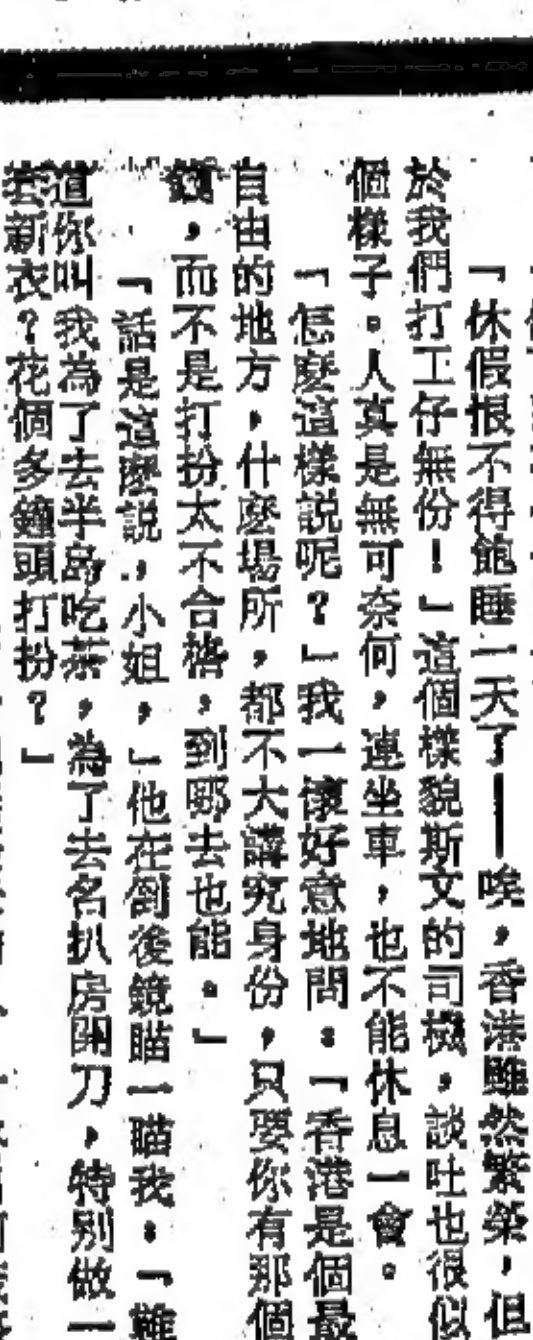 「休假恨不得飽睡一天了——唉，香港雖然繁榮，但
於我們打工仔無份！」這個樣貌斯文的司機，談吐也很似
個樣子。人真是無可奈何，連坐車，也不能休息一會。
「怎麼這樣説呢？」我一懷好意地問。「香港是個最
自由的地方，什麼場所，都不大講究身份，只要你有那個
錢，而不是打扮太不合格，到哪去也能。」
「話是這麼説，小姐，」他在倒後鏡瞄一瞄我：「難
道你叫我為了去半島吃茶，為了去名扒房開刀，特別做一
套新衣？花個多鐘頭打扮？」